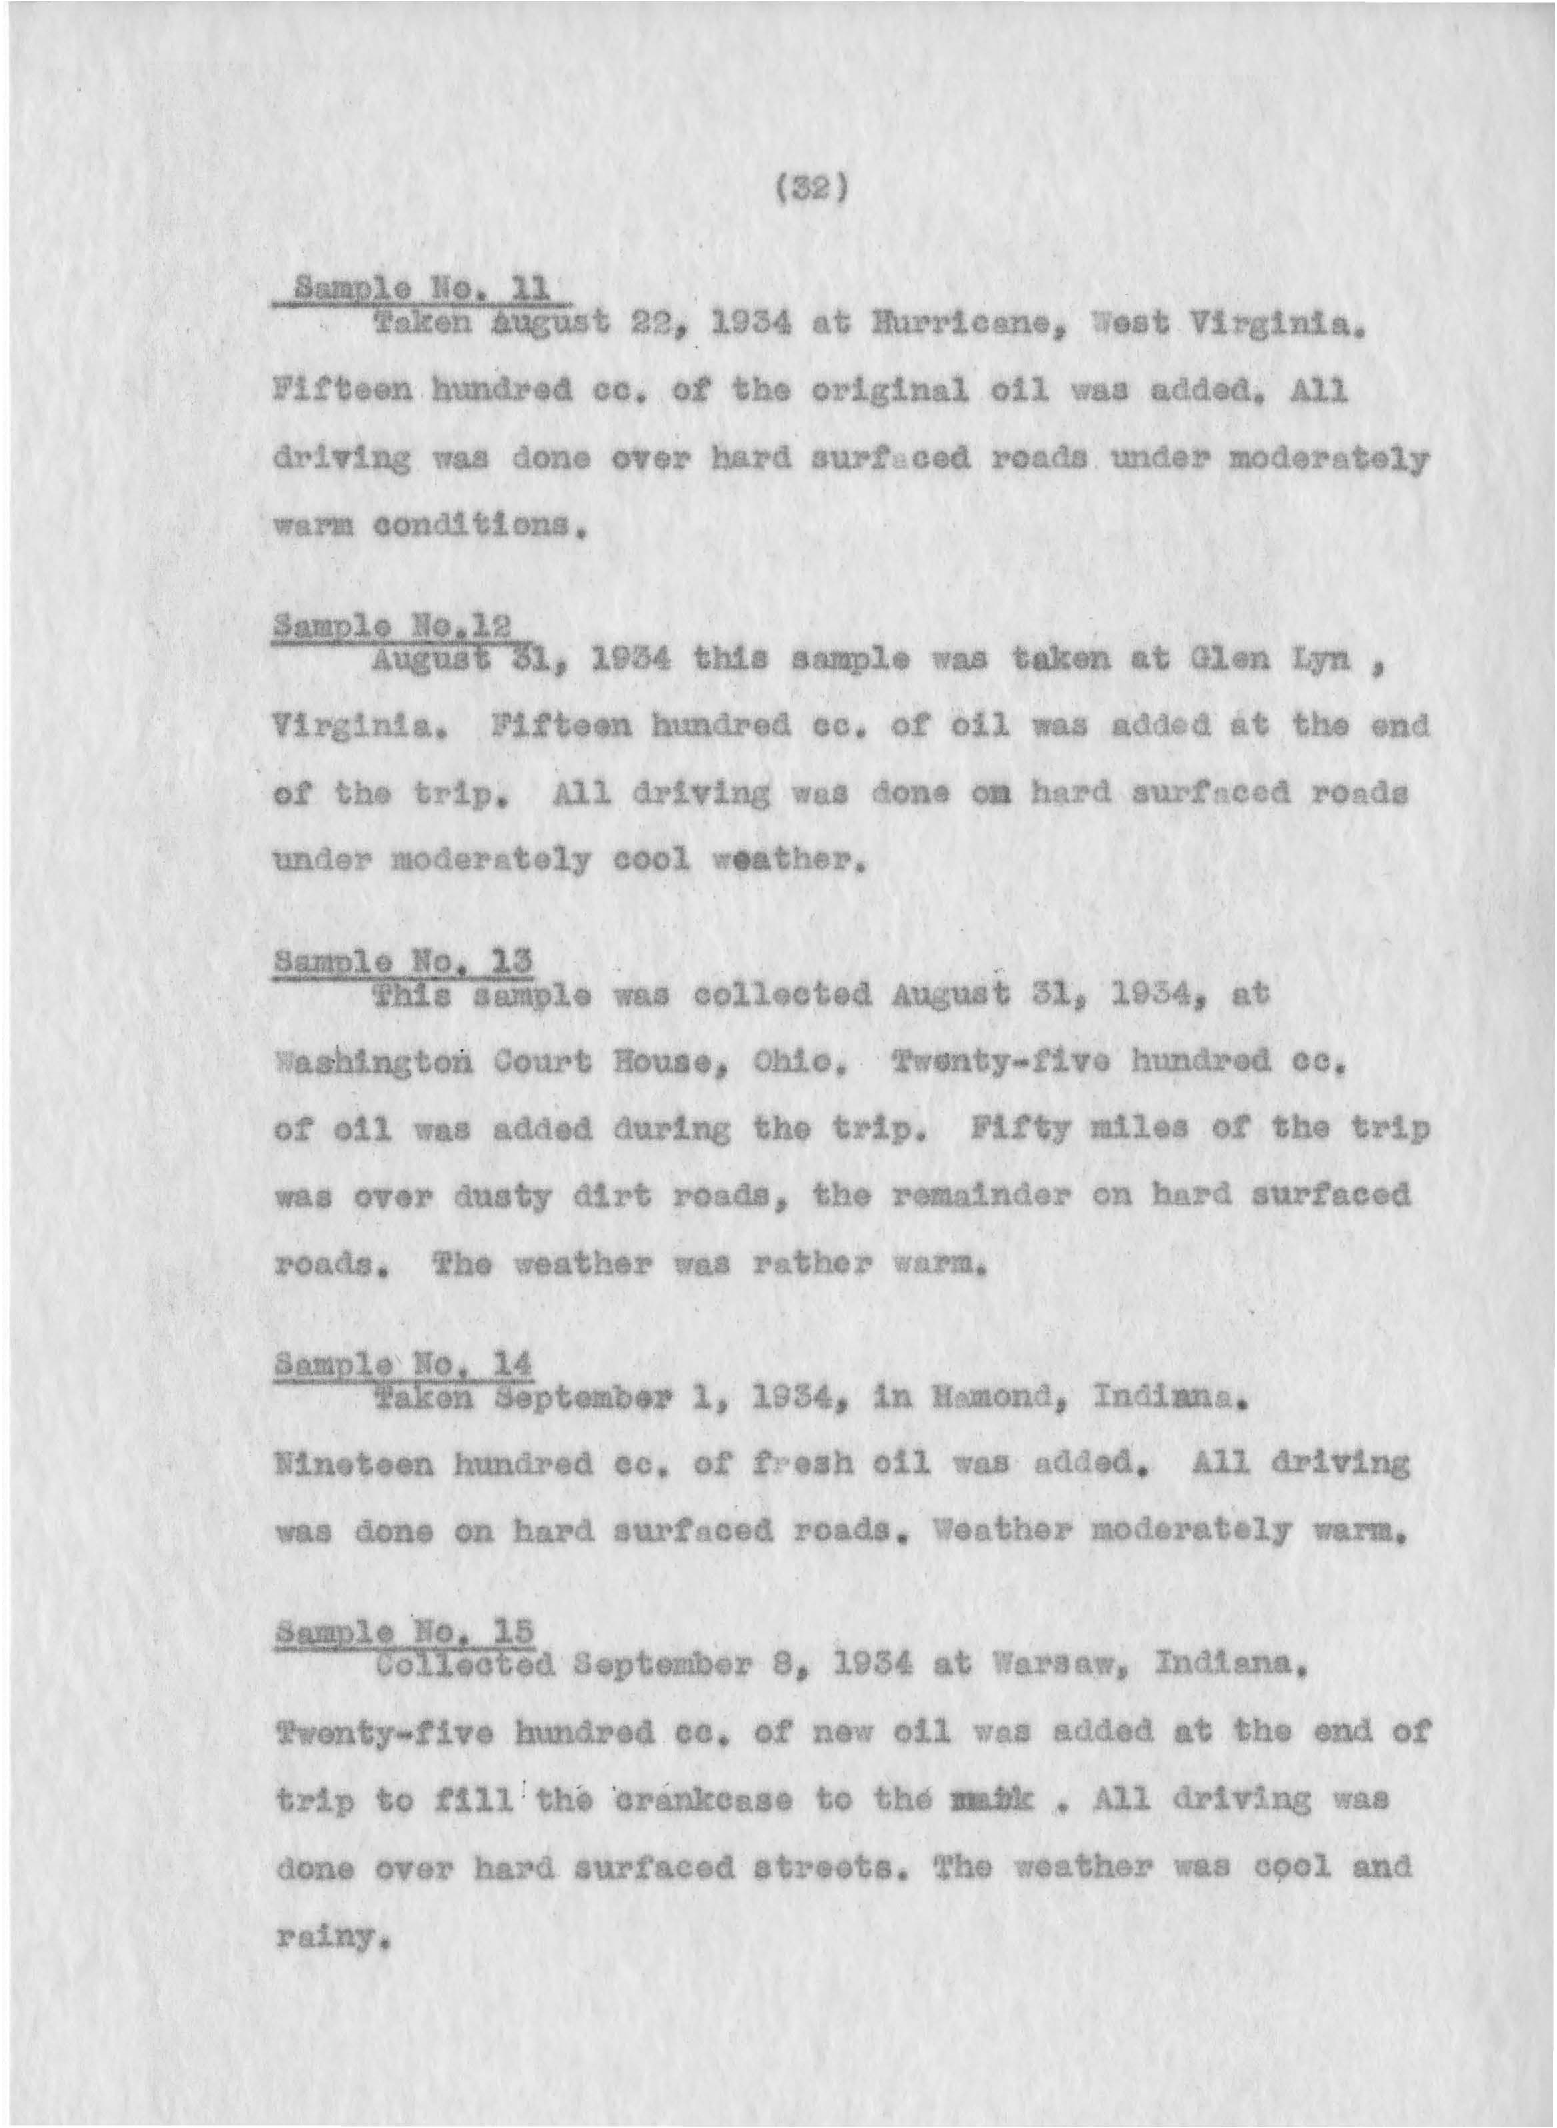 (32)
Sample No. 11
Taken August 22, 1934 at Hurricane, West Virginia.
Fifteen hundred cc. of the original oil was added. All
driving was done over hard surfaced roads under moderately
warm conditions.
Sample No.12
August 31, 1934 this sample was taken at Glen Lyn ,
Virginia. Fifteen hundred cc. of oil was added at the end
of the trip. All driving was done on hard surfaced roads
under moderately cool weather.
Sample No. 13
This sample was collected August 31, 1934, at
Washington Court House, Ohio. Twenty-five hundred cc.
of oil was added during the trip. Fifty miles of the trip
was over dusty dirt roads, the remainder on hard surfaced
roads. The weather was rather warm.
Sample No. 14
Taken September 1, 1934, in Hamond, Indiana.
Nineteen hundred cc. of fresh oil was added. All driving
was done on hard surfaced roads. Weather moderately warm.
Sample No. 15
Collected September 8, 1934 at Warsaw, Indiana.
Twenty-five hundred cc. of new oil was added at the end of
trip to fill the crankcase to the mark . All driving was
done over hard surfaced streets. The weather was cool and
rainy.